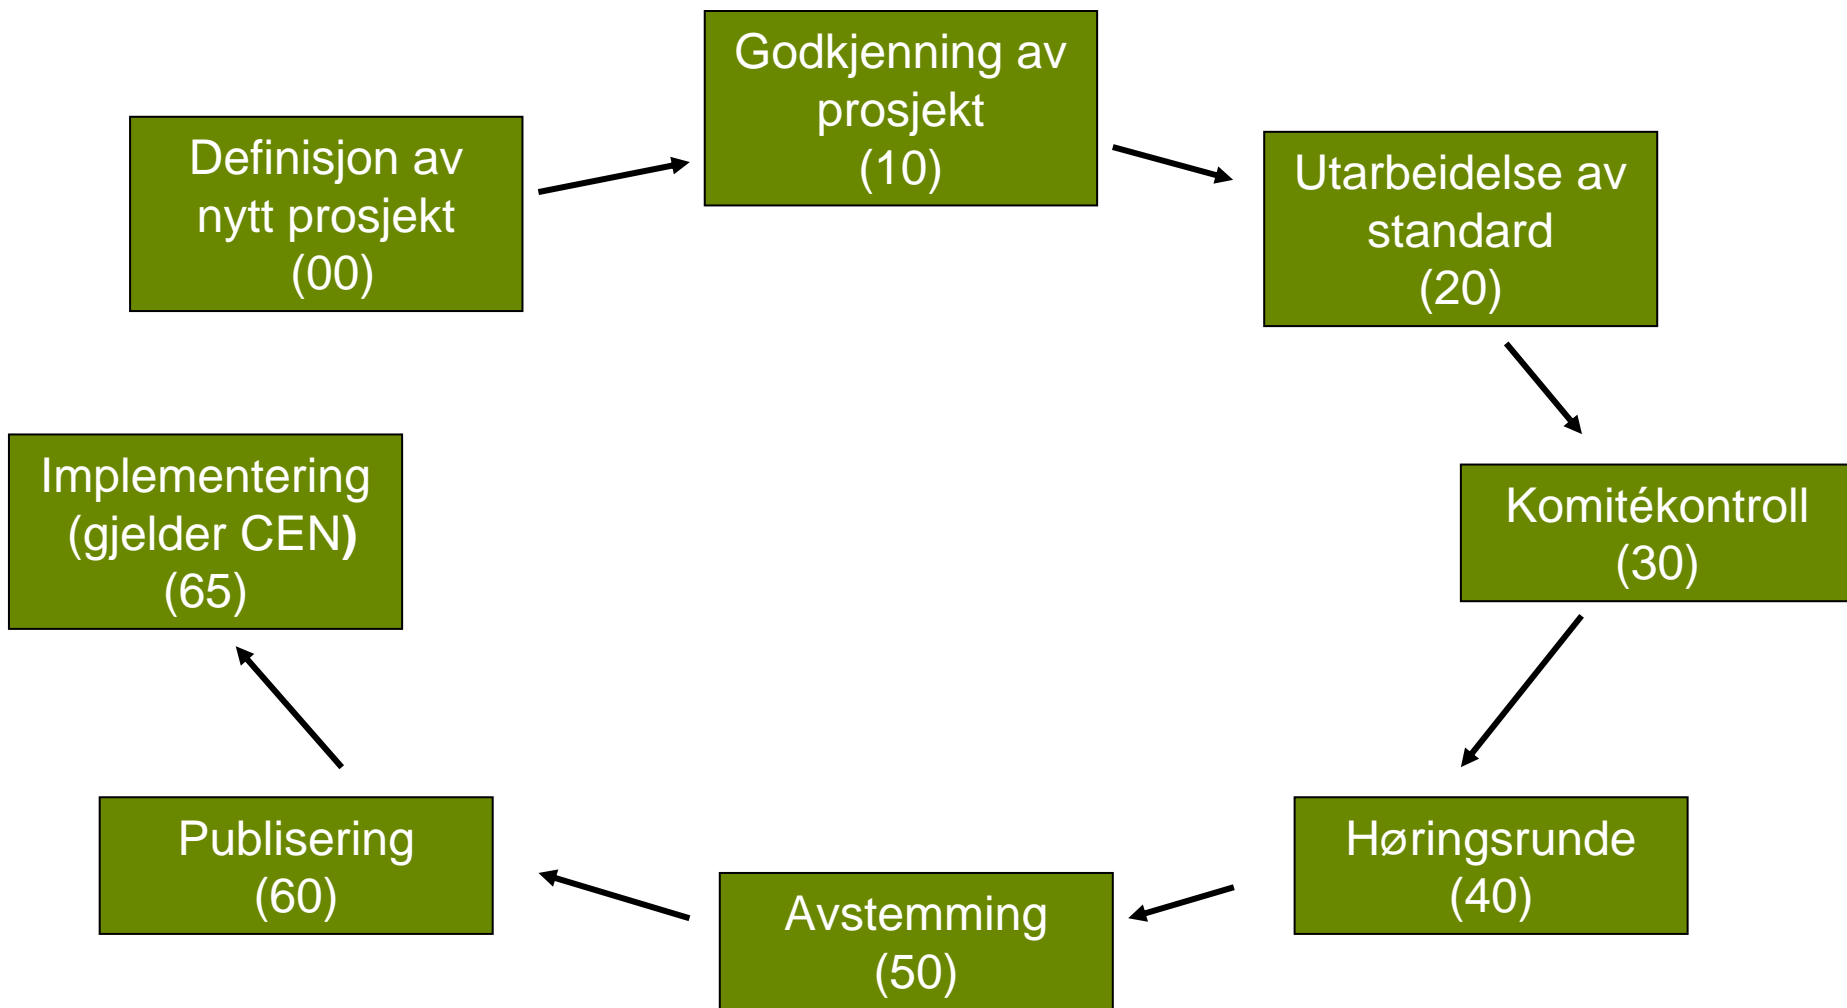 Definisjon av
nytt prosjekt
(00)
Godkjenning av
prosjekt
(10)
Utarbeidelse av
standard
(20)
Komitékontroll
(30)
Høringsrunde
(40)
Avstemming
(50)
Publisering
(60)
Implementering
(gjelder CEN)
(65)